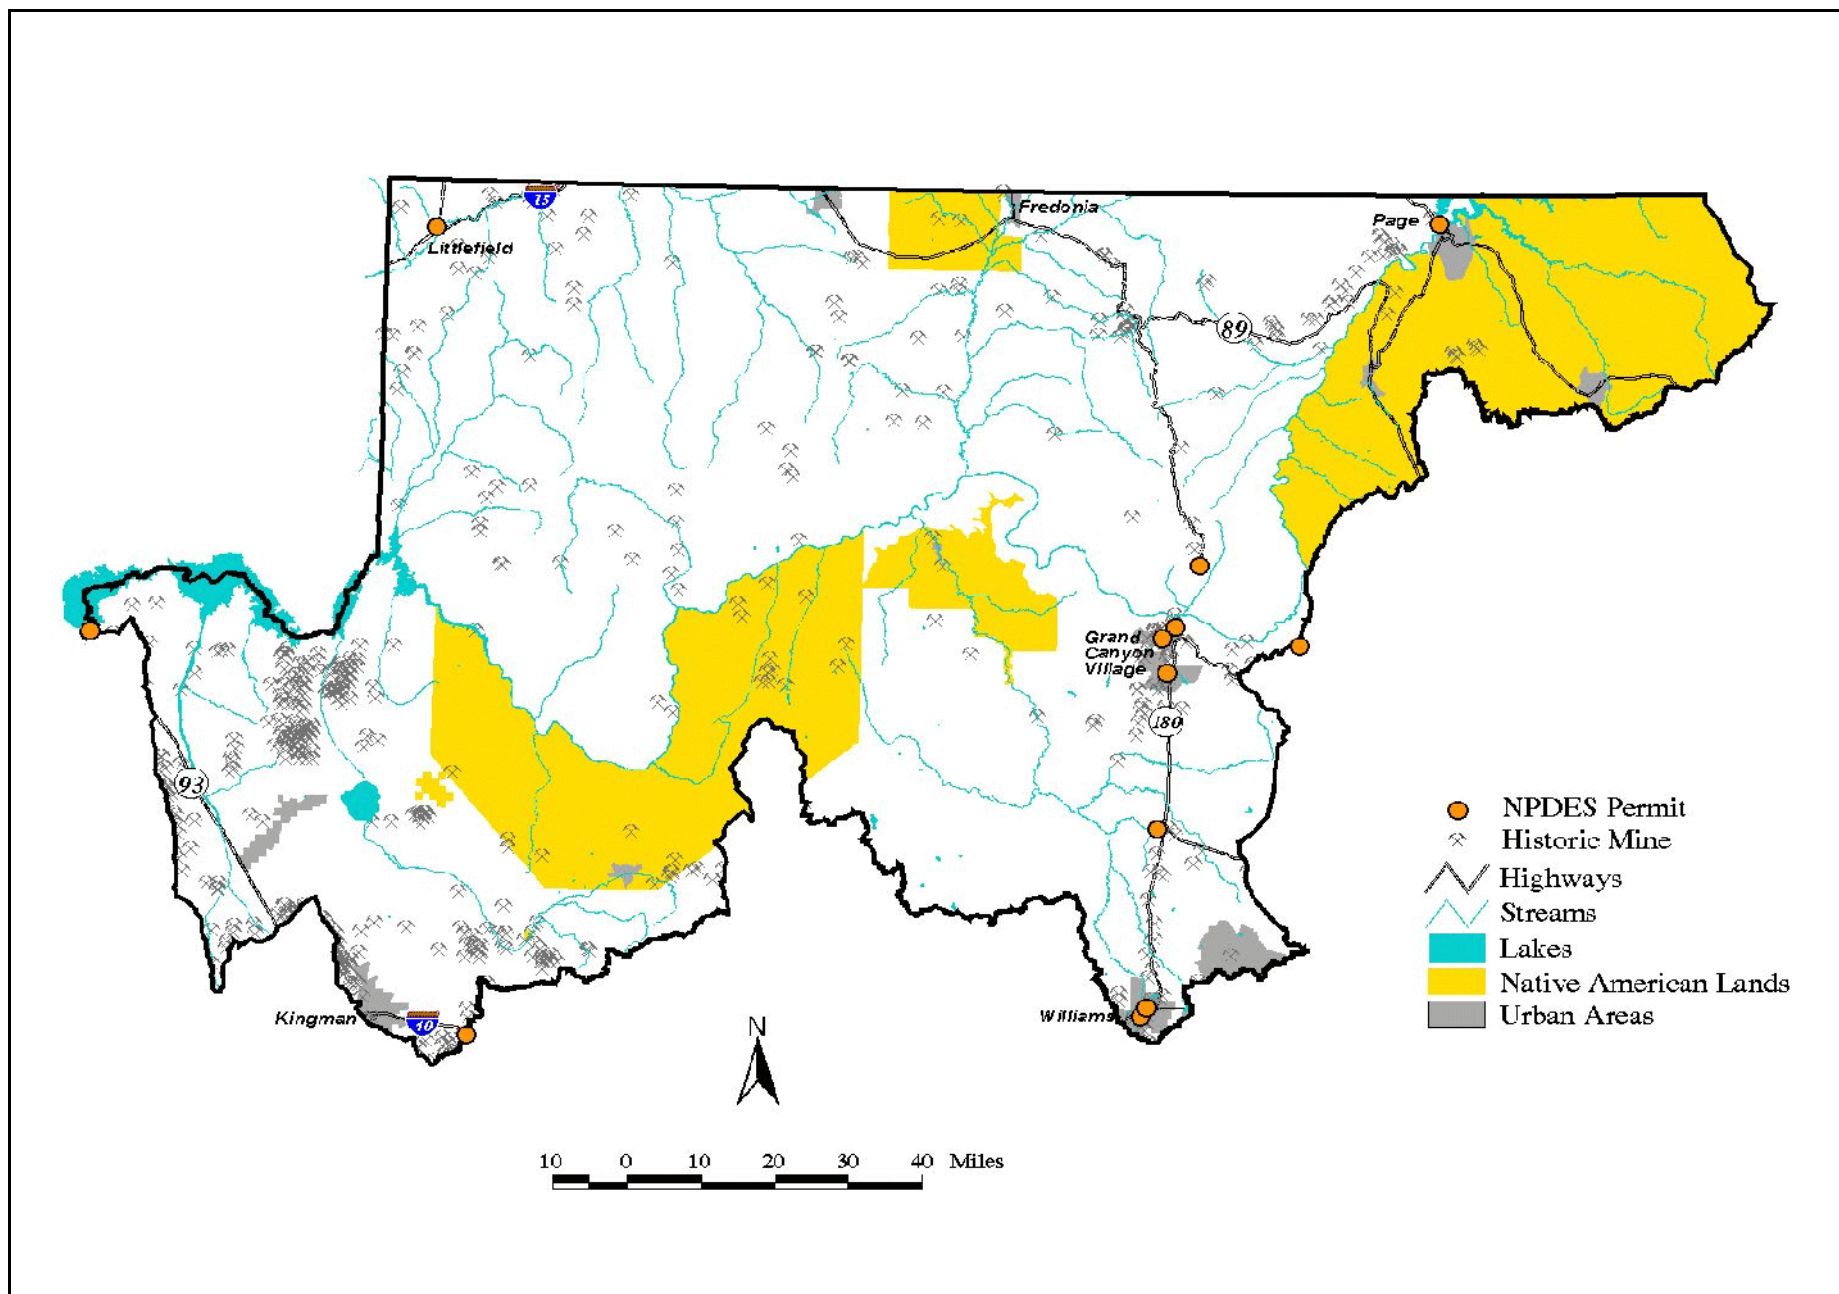 15
Fredonia
Page
Littlefield
89
Grand
Canyon
Village
180
93
NPDES Permit
Historic Mine
Highways
Streams
Lakes
Native American Lands
Urban Areas
Kingman
40
Williams
N
10 0 10 20 30 40 Miles